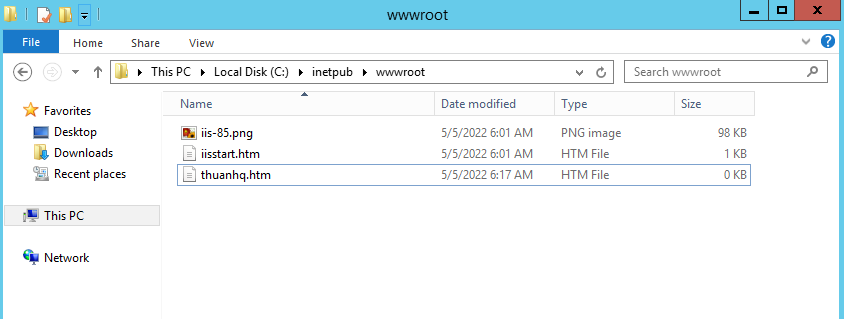 wwwroot
File Home Share View
This PC Local Disk (C:) inetpub wwwroot Search wwwroot
Favorites
Desktop
Downloads
Recent places
This PC
Network
Name Date modified Type Size
iis-85.png 5/5/2022 6:01 AM PNG image 98 KB
iisstart.htm 5/5/2022 6:01 AM HTM File 1 KB
thuanhq.htm 5/5/2022 6:17 AM HTM File 0 KB